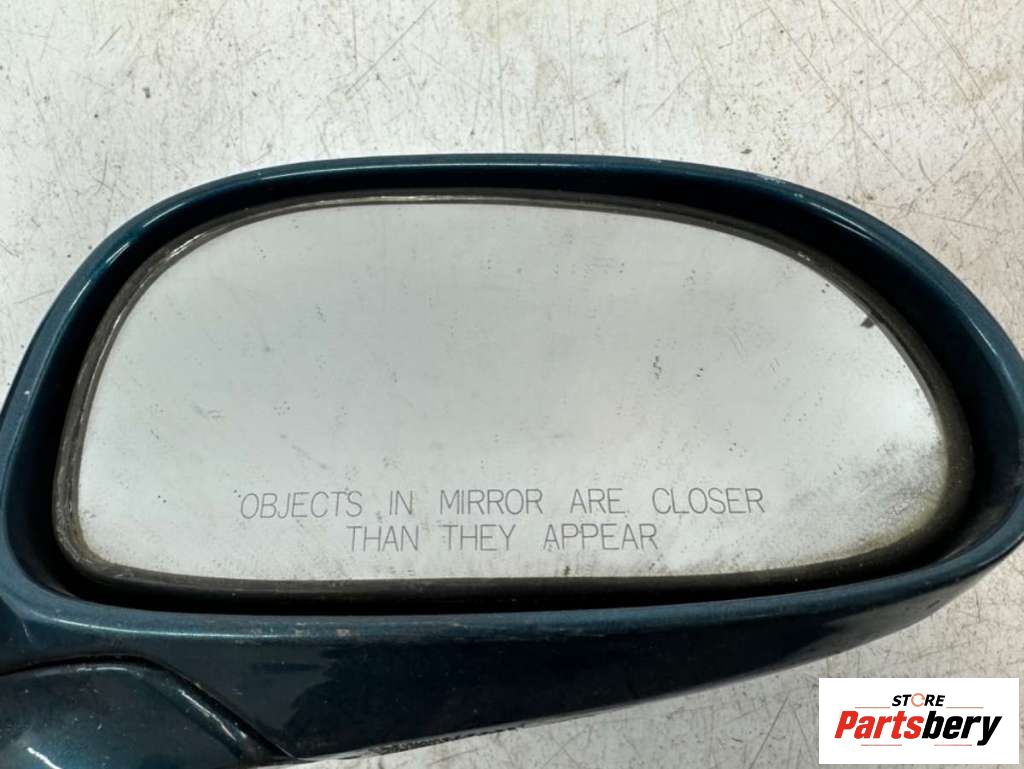 OBJECTS IN MIRROR ARE CLOSER
THAN THEY APPEAR
STORE
Partsbery